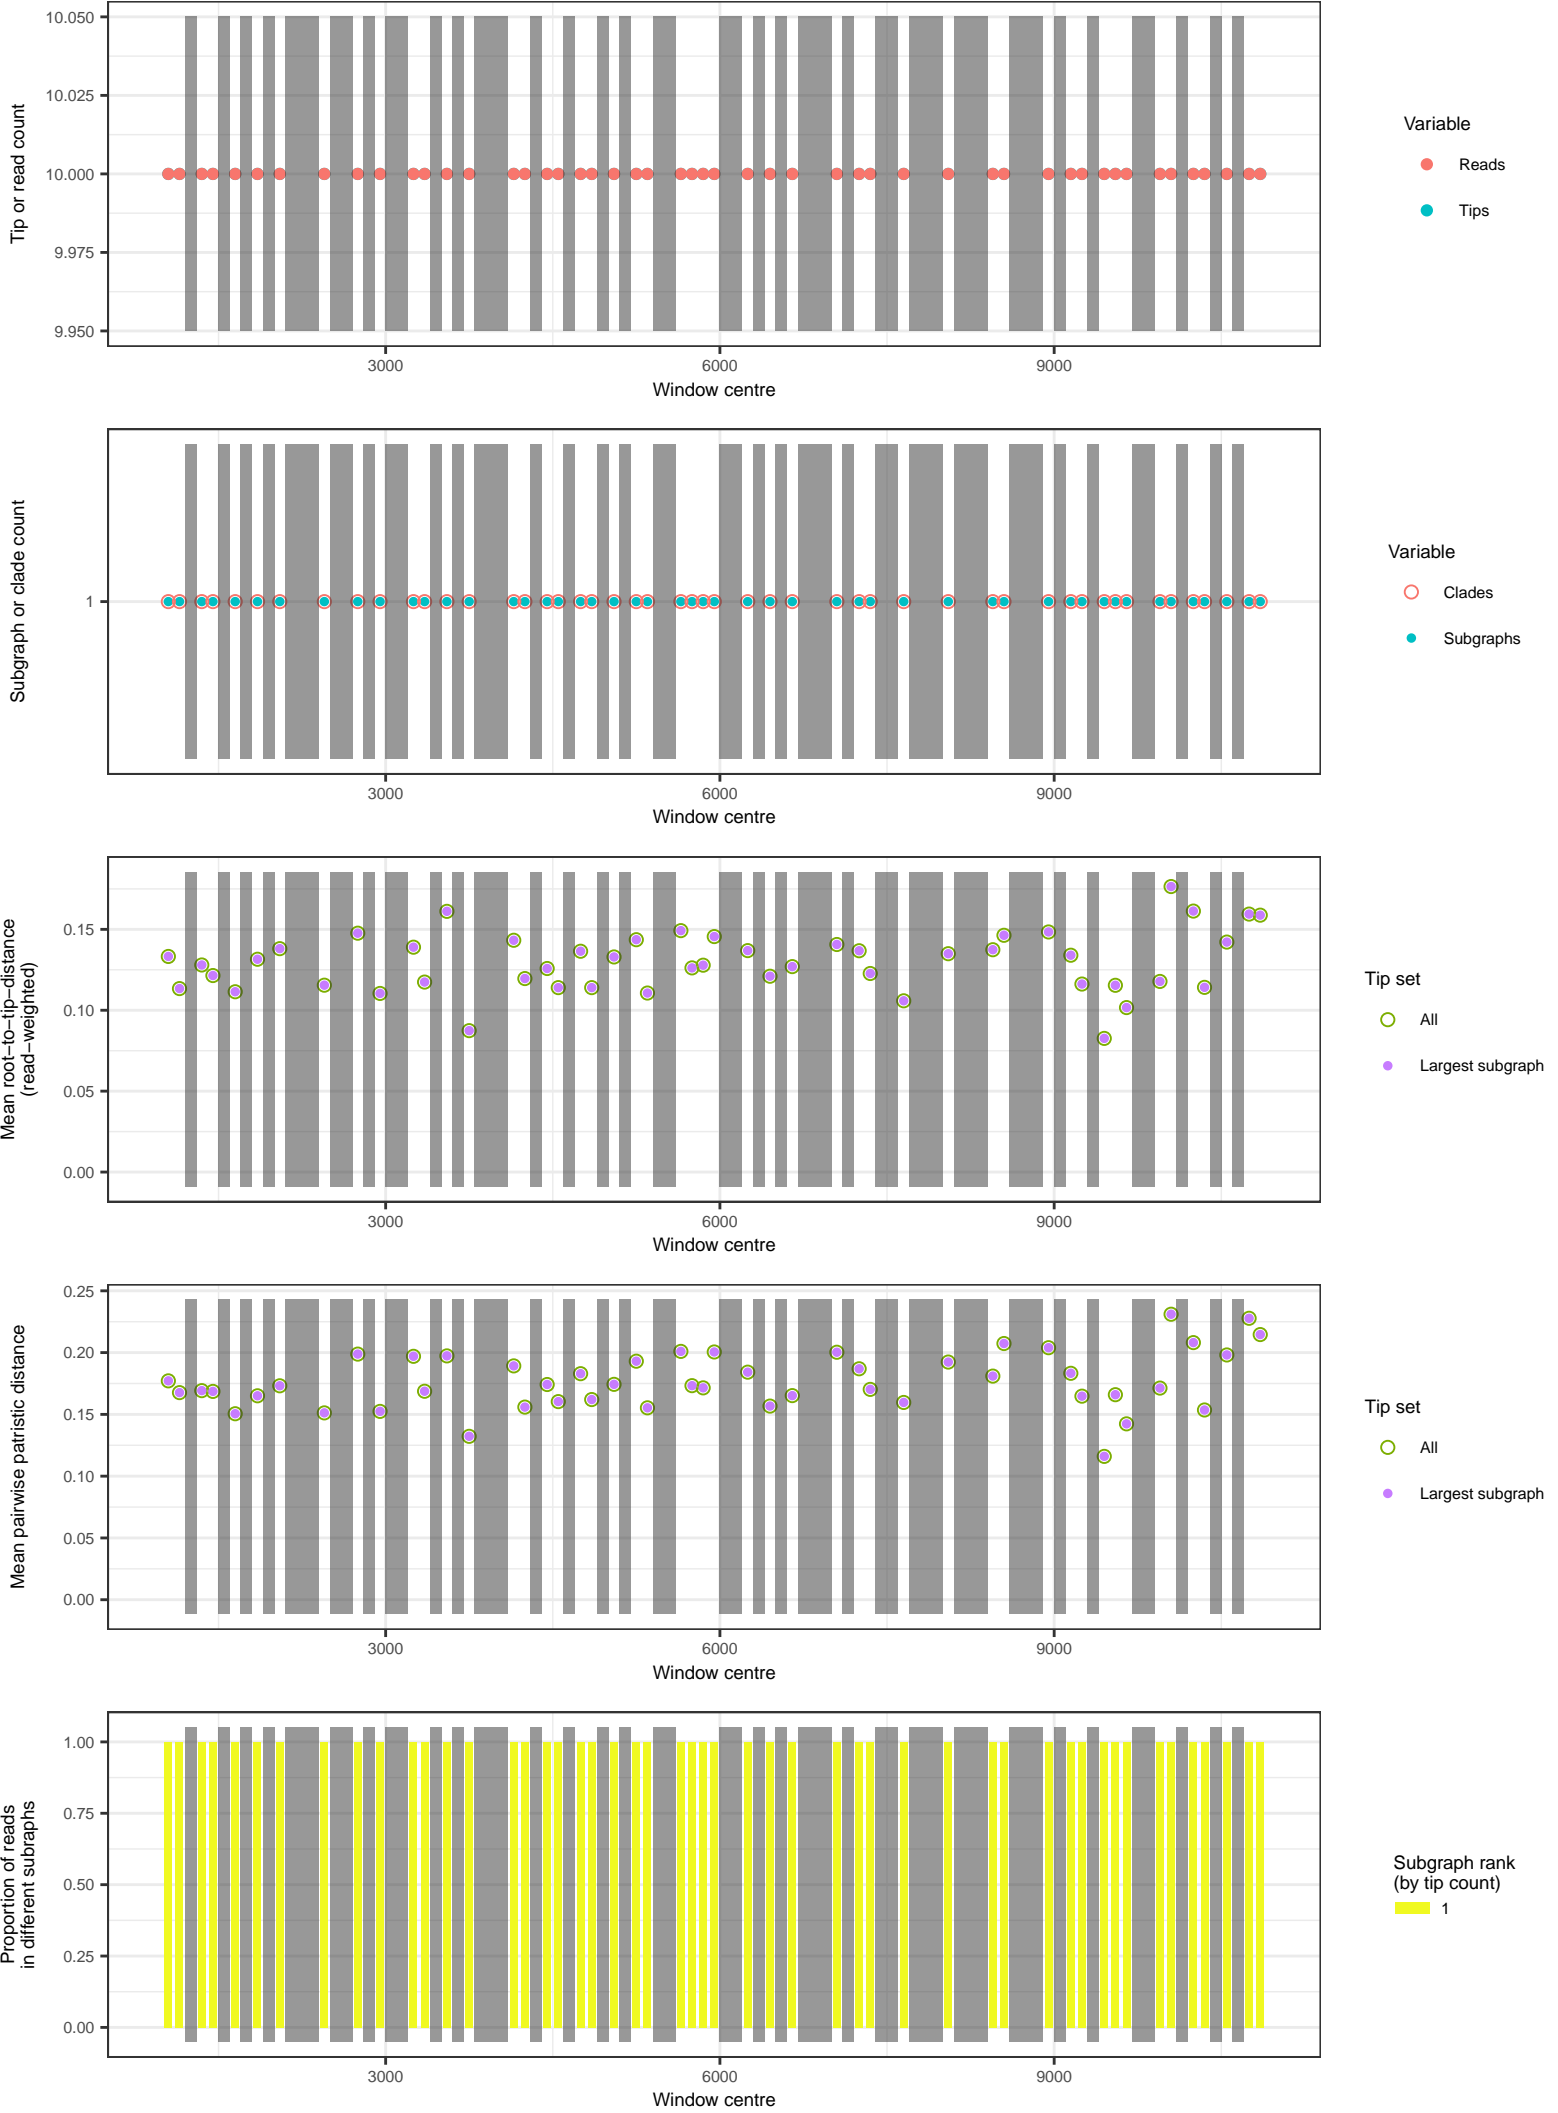 10.050
10.025
10.000
9.975
9.950
Tip or read count
3000
6000
9000
Window centre
Variable
Reads
Tips
1
Subgraph or clade count
3000
6000
9000
Window centre
Variable
Clades
Subgraphs
0.15
0.10
0.05
0.00
Mean root−to−tip−distance
(read−weighted)
3000
6000
9000
Window centre
Tip set
All
Largest subgraph
0.25
0.20
0.15
0.10
0.05
0.00
Mean pairwise patristic distance
3000
6000
9000
Window centre
Tip set
All
Largest subgraph
1.00
0.75
0.50
0.25
0.00
Proportion of reads
in different subraphs
3000
6000
9000
Window centre
Subgraph rank
(by tip count)
1